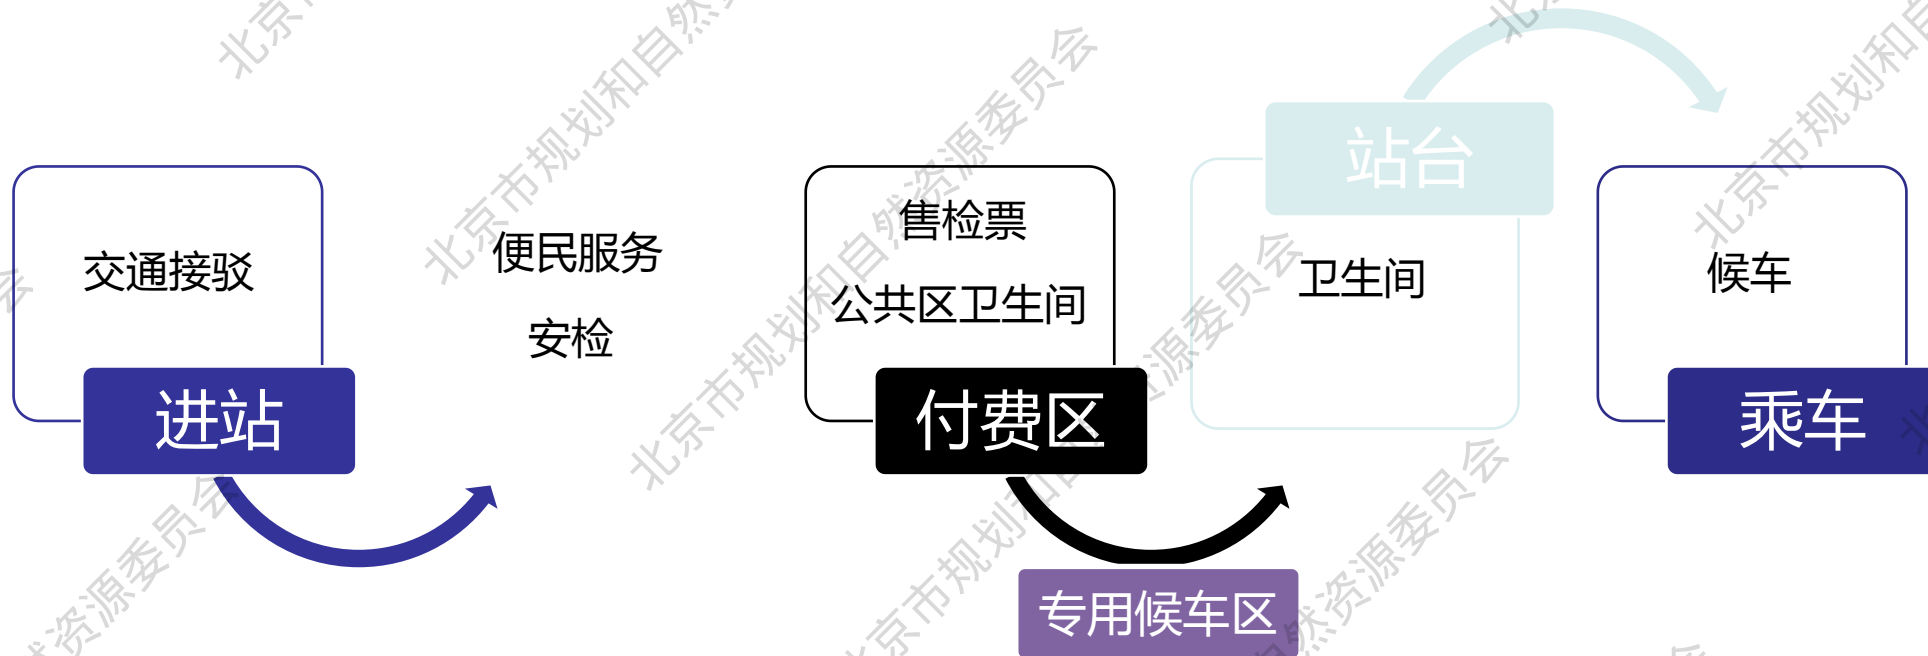 交通接驳
进站
便民服务
安检
售检票
公共区卫生间
付费区
专用候车区
站台
卫生间
候车
乘车
北京市规划和自然资源委员会